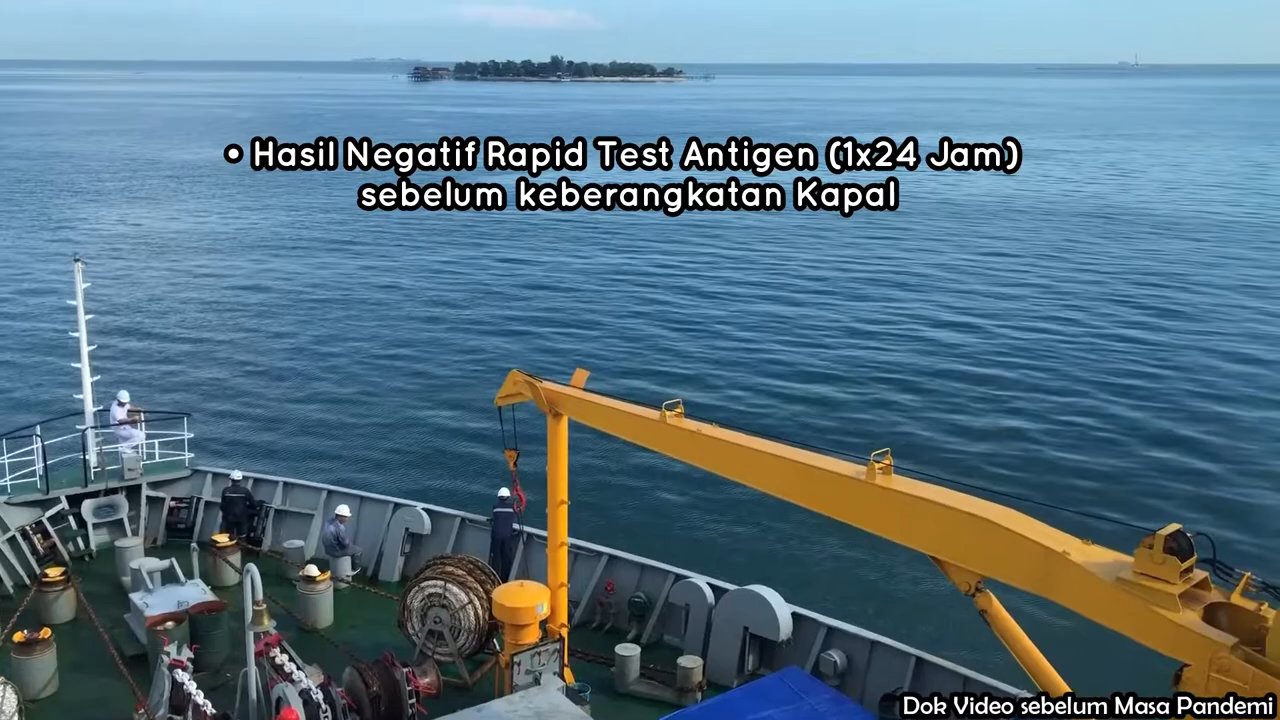 • Hasil Negatif Rapid Test Antigen (1x24 Jam)
sebelum keberangkatan Kapal
Dok Video sebelum Masa Pandemi